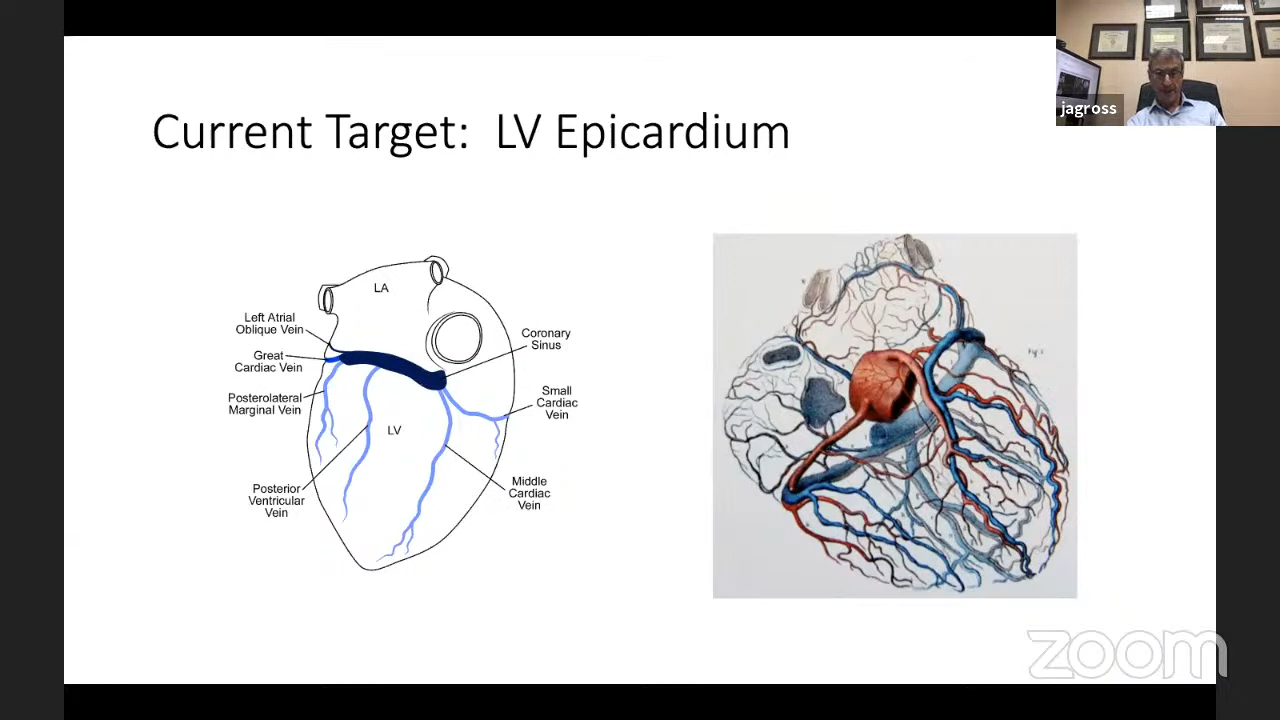 jagross
Current Target: LV Epicardium
LA
Left Atrial
Oblique Vein
Great
Cardiac Vein
Posterolateral
Marginal Vein
LV
Posterior
Ventricular
Vein
Coronary
Sinus
Small
Cardiac
Vein
Middle
Cardiac
Vein
zoom